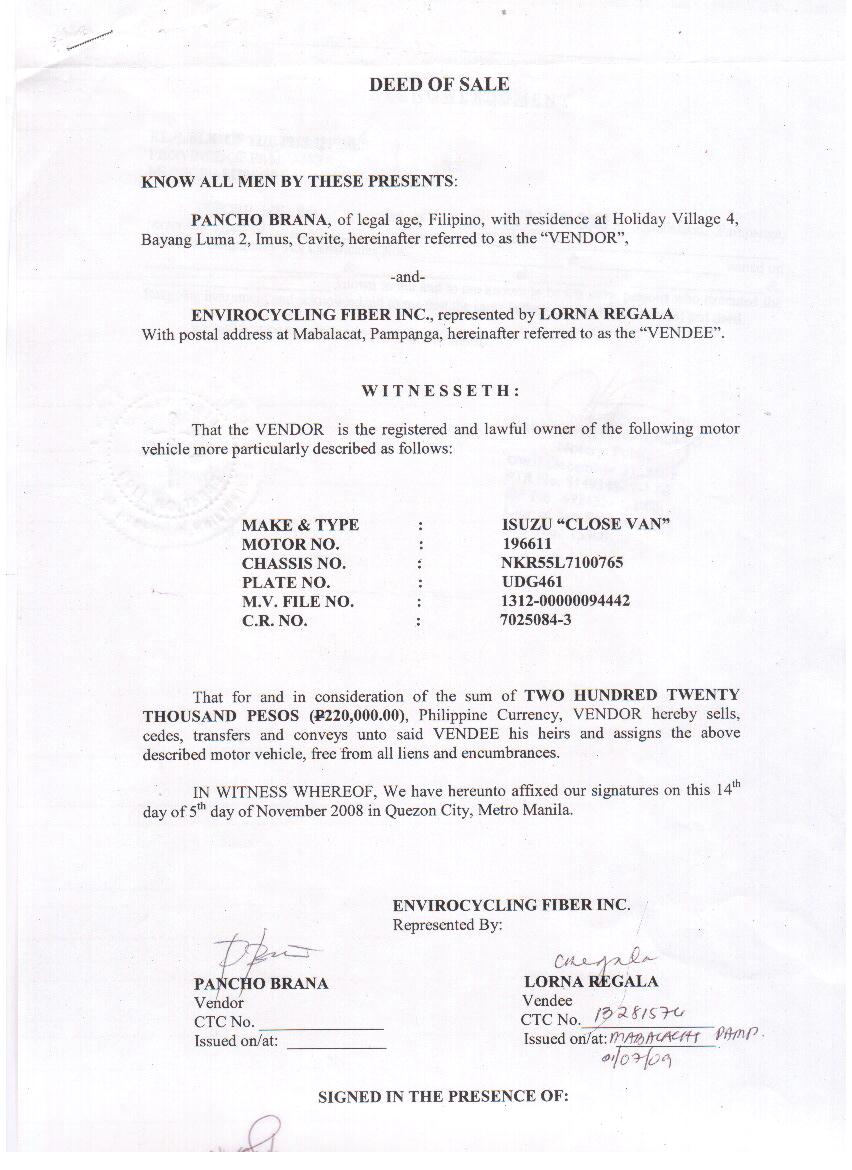 DEED OF SALE
KNOW ALL MEN BY THESE PRESENTS:
PANCHO BRANA, of legal age, Filipino, with residence at Holiday Village 4,
Bayang Luma 2, Imus, Cavite, hereinafter referred to as the “VENDOR”,
-and-
ENVIROCYCLING FIBER INC., represented by LORNA REGALA
With postal address at Mabalacat, Pampanga, hereinafter referred to as the “VENDEE”.
W I T N E S S E T H :
That the VENDOR is the registered and lawful owner of the following motor
vehicle more particularly described as follows:
MAKE & TYPE : ISUZU “CLOSE VAN”
MOTOR NO. : 196611
CHASSIS NO. : NKR55L7100765
PLATE NO. : UDG461
M.V. FILE NO. : 1312-00000094442
C.R. NO. : 7025084-3
That for and in consideration of the sum of TWO HUNDRED TWENTY
THOUSAND PESOS (₱220,000.00), Philippine Currency, VENDOR hereby sells,
cedes, transfers and conveys unto said VENDEE his heirs and assigns the above
described motor vehicle, free from all liens and encumbrances.
IN WITNESS WHEREOF, We have hereunto affixed our signatures on this 14th
day of 5th day of November 2008 in Quezon City, Metro Manila.
ENVIROCYCLING FIBER INC.
Represented By:
PANCHO BRANA
Vendor
CTC No.
Issued on/at:
LORNA REGALA
Vendee
CTC No. 13281576
Issued on/at: MABALACAT PAMP.
01/07/09
SIGNED IN THE PRESENCE OF: